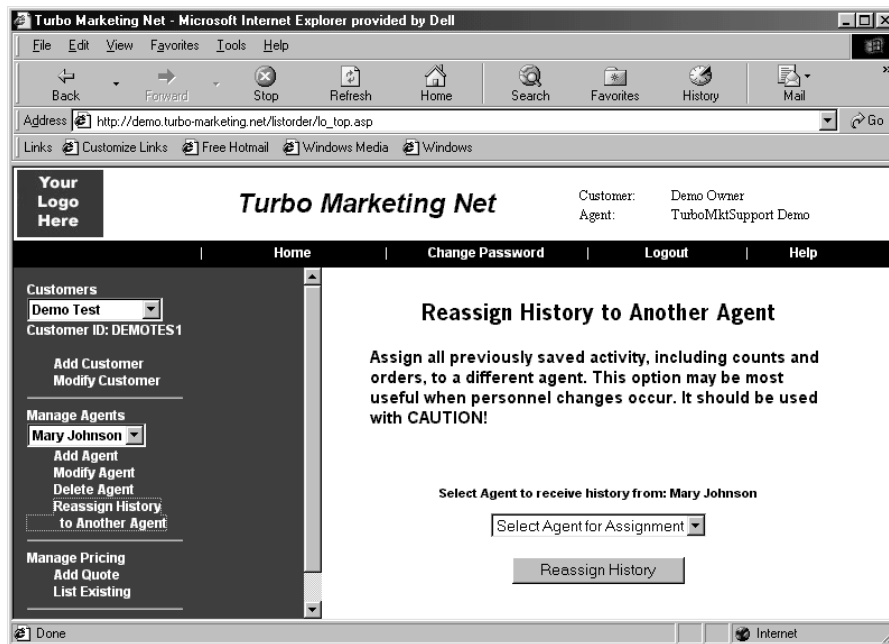 Turbo Marketing Net - Microsoft Internet Explorer provided by Dell
File Edit View Favorites Tools Help
Back Forward Stop Refresh Home Search Favorites History Mail »
Address http://demo.turbo-marketing.net/listorder/lo_top.asp Go
Links Customize Links Free Hotmail Windows Media Windows
Your
Logo
Here
Turbo Marketing Net
Customer: Demo Owner
Agent: TurboMktSupport Demo
| Home | Change Password | Logout | Help
Customers
Demo Test
Customer ID: DEMOTES1
Add Customer
Modify Customer
Manage Agents
Mary Johnson
Add Agent
Modify Agent
Delete Agent
Reassign History
to Another Agent
Manage Pricing
Add Quote
List Existing
Reassign History to Another Agent
Assign all previously saved activity, including counts and
orders, to a different agent. This option may be most
useful when personnel changes occur. It should be used
with CAUTION!
Select Agent to receive history from: Mary Johnson
Select Agent for Assignment
Reassign History
Done Internet